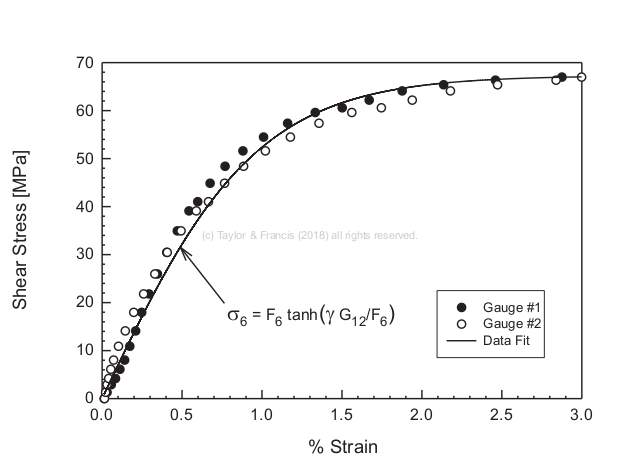 70
60
50
40
30
20
10
0
Shear Stress [MPa]
(c) Taylor & Francis (2018) all rights reserved.
σ6 = F6 tanh(γ G12/F6)
Gauge #1
Gauge #2
Data Fit
0.0 0.5 1.0 1.5 2.0 2.5 3.0
% Strain